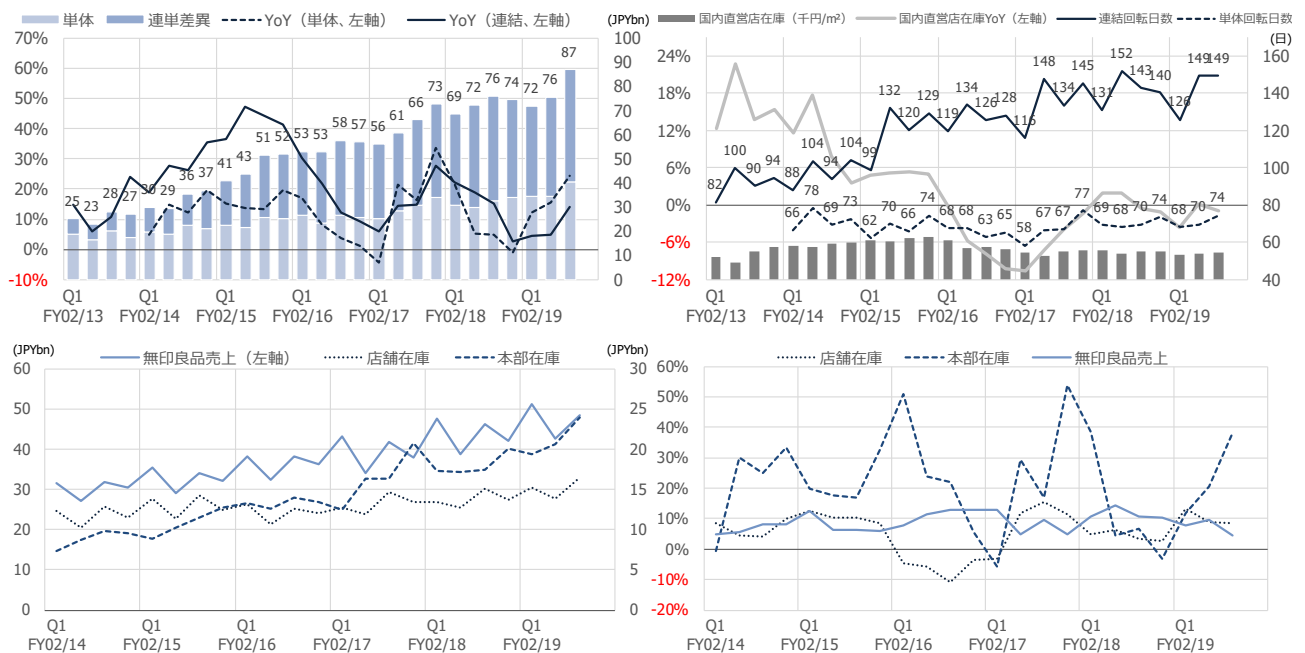 単体 連単差異 YoY（単体、左軸） YoY（連結、左軸） (JPYbn)
70% 100
60% 90
50% 80
40% 70
30% 60
20% 50
10% 40
0% 30
-10% 20
10
0
25 23 28 27 30 29 36 37 41 43 51 52 53 53 58 57 56 61 66 73 69 72 76 74 72 76 87
Q1 Q1 Q1 Q1 Q1 Q1 Q1
FY02/13 FY02/14 FY02/15 FY02/16 FY02/17 FY02/18 FY02/19
国内直営店在庫（千円/m²） 国内直営店在庫YoY（左軸） 連結回転日数 単体回転日数
(日)
24% 160
18% 140
12% 120
6% 100
0% 80
-6% 60
-12% 40
82 100 90 94 88 104 94 104 99 132 120 129 119 134 126 128 116 148 134 145 131 152 143 140 126 149 149
66 78 69 73 62 70 66 74 68 68 63 65 58 67 67 77 69 68 70 74 68 70 74
Q1 Q1 Q1 Q1 Q1 Q1 Q1
FY02/13 FY02/14 FY02/15 FY02/16 FY02/17 FY02/18 FY02/19
(JPYbn) 無印良品売上（左軸） 店舗在庫 本部在庫 (JPYbn)
60 30
50 25
40 20
30 15
20 10
10 5
0 0
Q1 Q1 Q1 Q1 Q1 Q1
FY02/14 FY02/15 FY02/16 FY02/17 FY02/18 FY02/19
店舗在庫 本部在庫 無印良品売上
60%
50%
40%
30%
20%
10%
0%
-10%
-20%
Q1 Q1 Q1 Q1 Q1 Q1
FY02/14 FY02/15 FY02/16 FY02/17 FY02/18 FY02/19